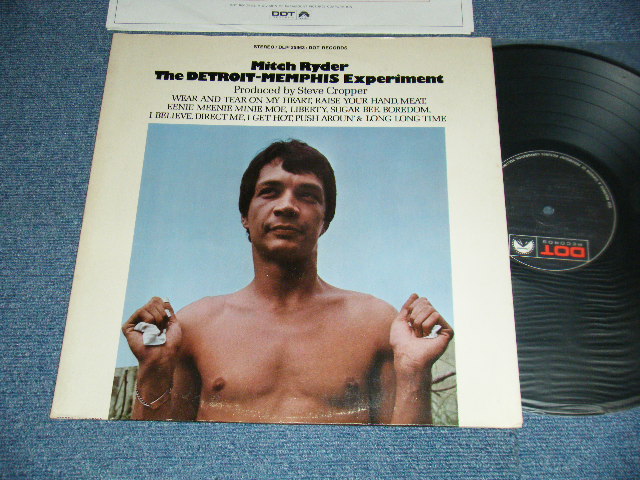 DOT
STEREO / DLP 25963 • DOT RECORDS
Mitch Ryder
The DETROIT-MEMPHIS Experiment
Produced by Steve Cropper
WEAR AND TEAR ON MY HEART, RAISE YOUR HAND, MEAT,
EENIE MEENIE MINIE MOE, LIBERTY, SUGAR BEE, BOREDOM,
I BELIEVE, DIRECT ME, I GET HOT, PUSH AROUN' & LONG LONG TIME
DOT
RECORDS